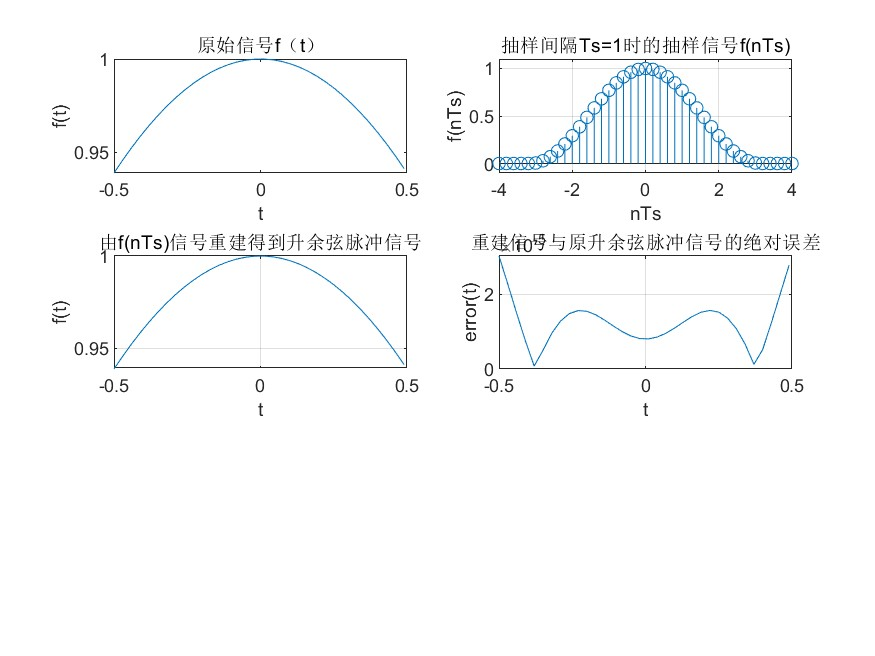 原始信号f（t）
1
0.95
-0.5
0
0.5
f(t)
t
抽样间隔Ts=1时的抽样信号f(nTs)
1
0.5
0
-4
-2
0
2
4
f(nTs)
nTs
由f(nTs)信号重建得到升余弦脉冲信号
1
0.95
-0.5
0
0.5
f(t)
t
重建信号与原升余弦脉冲信号的绝对误差
2
0
-0.5
0
0.5
error(t)
t